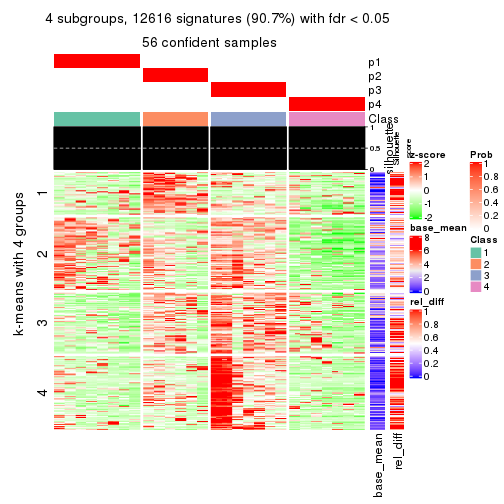 4 subgroups, 12616 signatures (90.7%) with fdr < 0.05
56 confident samples
p1
p2
p3
p4
Class
1
0.5
0
silhouette
Silhouette
score
k-means with 4 groups
1
2
3
4
base_mean
rel_diff
z-score
2
1
0
-1
-2
base_mean
8
6
4
2
0
rel_diff
1
0.8
0.6
0.4
0.2
0
Prob
1
0.8
0.6
0.4
0.2
0
Class
1
2
3
4